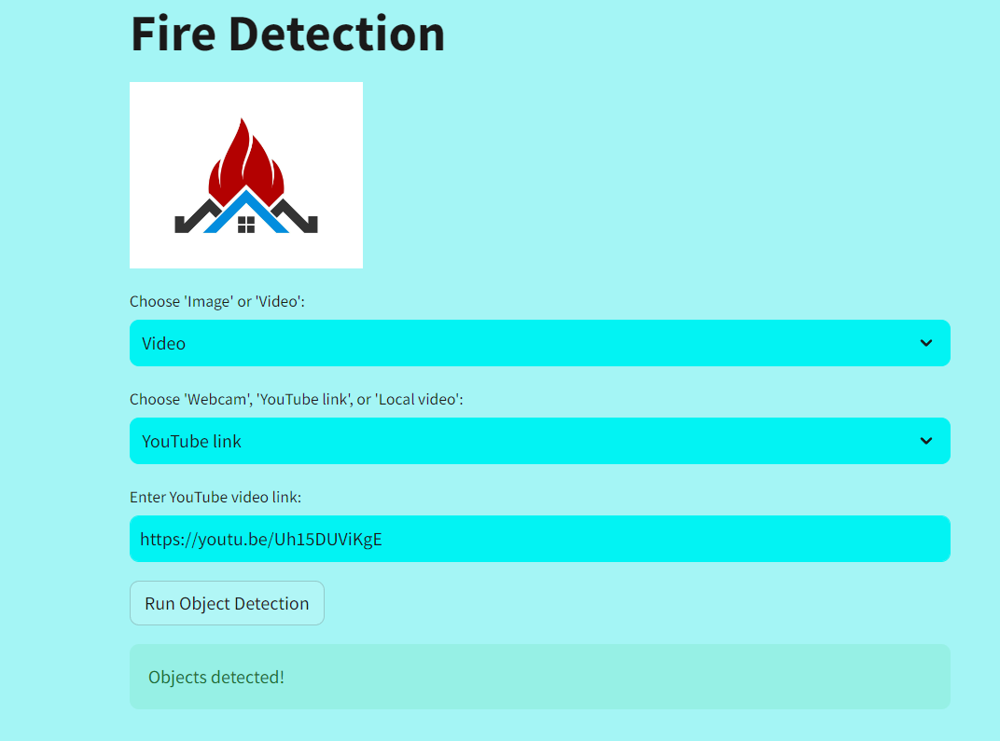 Fire Detection
Choose 'Image' or 'Video':
Video
Choose 'Webcam', 'YouTube link', or 'Local video':
YouTube link
Enter YouTube video link:
https://youtu.be/Uh15DUViKgE
Run Object Detection
Objects detected!